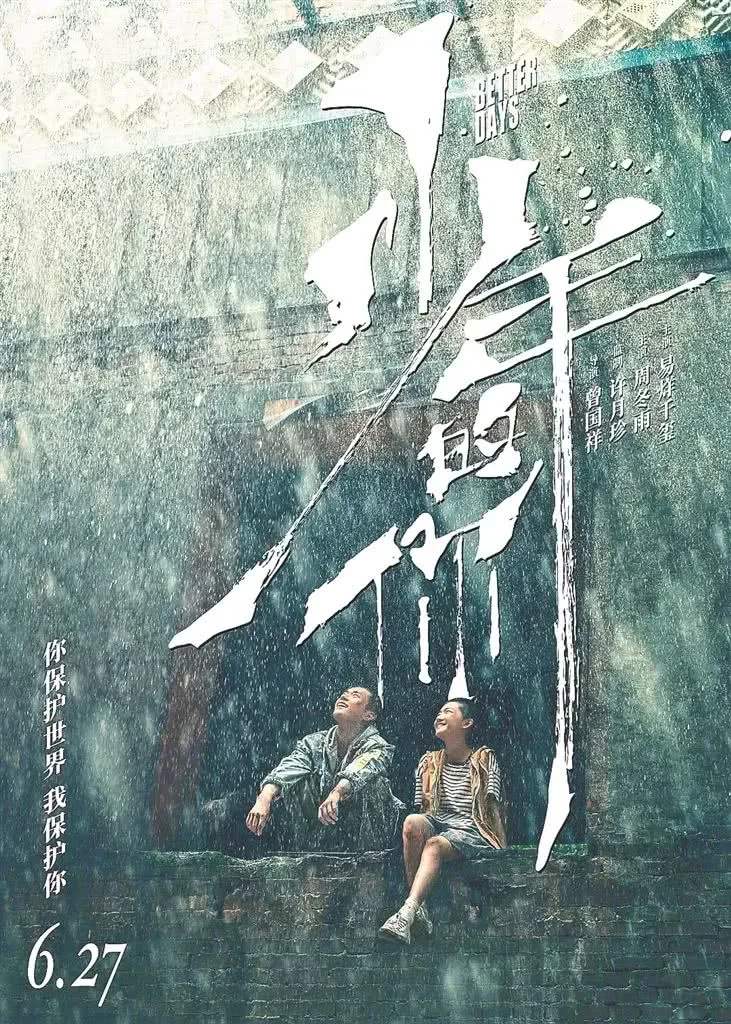 少年的你
BETTER
DAYS
主演 易烊千玺
主演 周冬雨
监制 许月珍
导演 曾国祥
你保护世界 我保护你
6.27